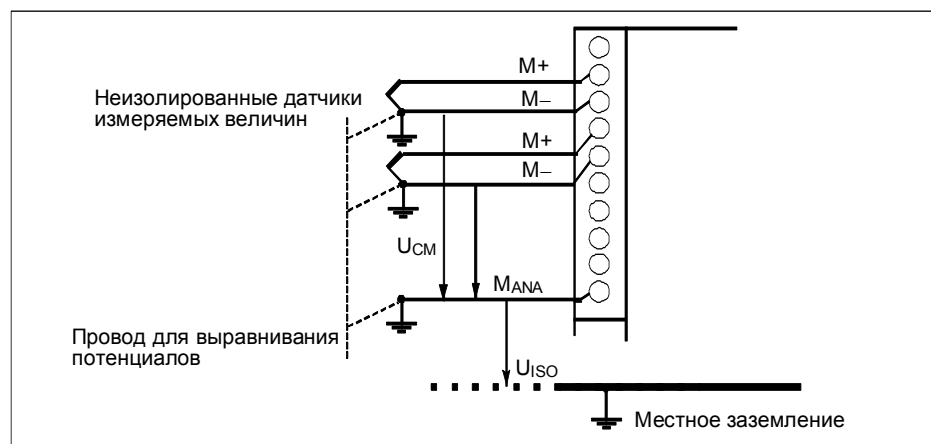 M+
Неизолированные датчики
измеряемых величин
M–
M+
M–
UCM
MANA
Провод для выравнивания
потенциалов
UISO
Местное заземление